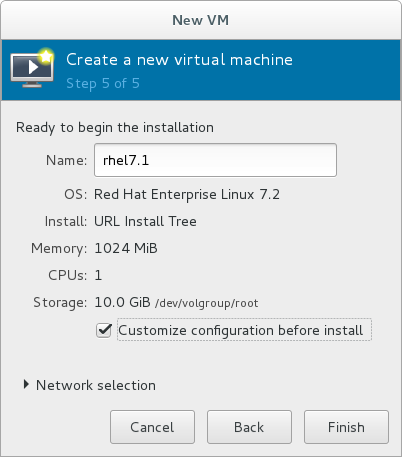 New VM
Create a new virtual machine
Step 5 of 5
Ready to begin the installation
Name: rhel7.1
OS: Red Hat Enterprise Linux 7.2
Install: URL Install Tree
Memory: 1024 MiB
CPUs: 1
Storage: 10.0 GiB /dev/volgroup/root
Customize configuration before install
Network selection
Cancel Back Finish